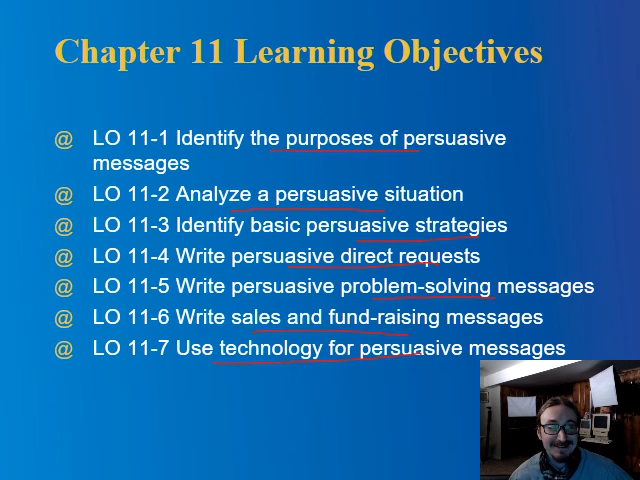 Chapter 11 Learning Objectives
@ LO 11-1 Identify the purposes of persuasive
messages
@ LO 11-2 Analyze a persuasive situation
@ LO 11-3 Identify basic persuasive strategies
@ LO 11-4 Write persuasive direct requests
@ LO 11-5 Write persuasive problem-solving messages
@ LO 11-6 Write sales and fund-raising messages
@ LO 11-7 Use technology for persuasive messages